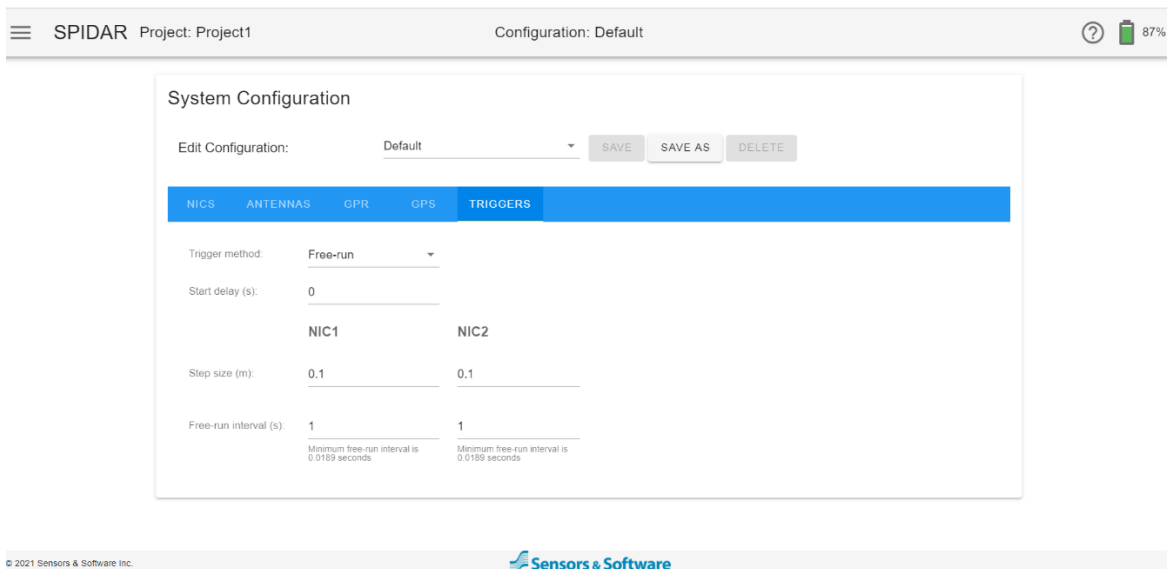 SPIDAR Project: Project1 Configuration: Default 87%
System Configuration
Edit Configuration: Default SAVE SAVE AS DELETE
NICS ANTENNAS GPR GPS TRIGGERS
Trigger method: Free-run
Start delay (s): 0
NIC1 NIC2
Step size (m): 0.1 0.1
Free-run interval (s): 1 1
Minimum free-run interval is Minimum free-run interval is
0.0189 seconds 0.0189 seconds
© 2021 Sensors & Software Inc. Sensors & Software